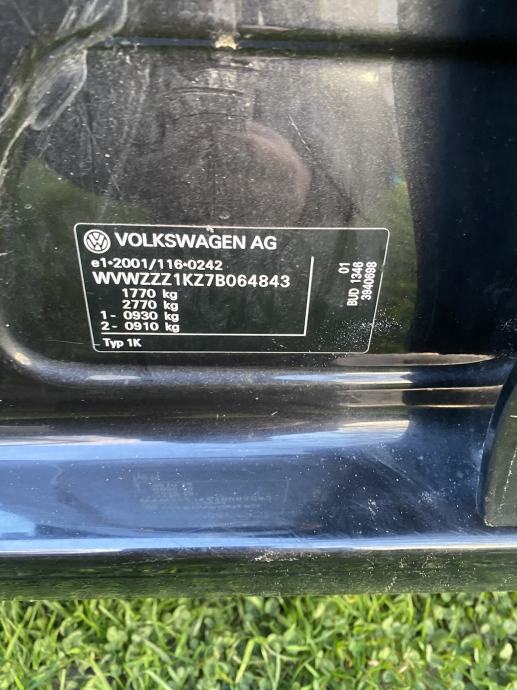 VOLKSWAGEN AG
e1*2001/116*0242
WVWZZZ1KZ7B064843
1770 kg
2770 kg
1- 0930 kg
2- 0910 kg
Typ 1K
01
BUD 1346
3940698